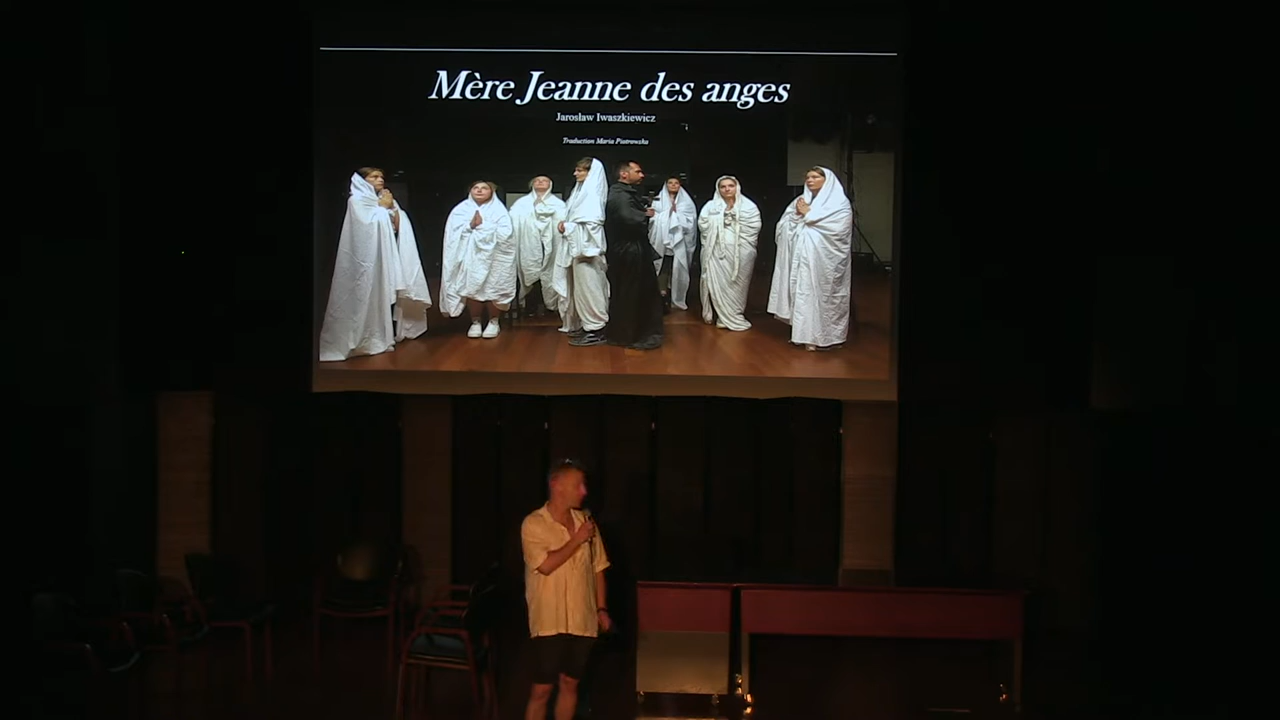 Mère Jeanne des anges
Jarosław Iwaszkiewicz
Traduction Maria Piotrowska